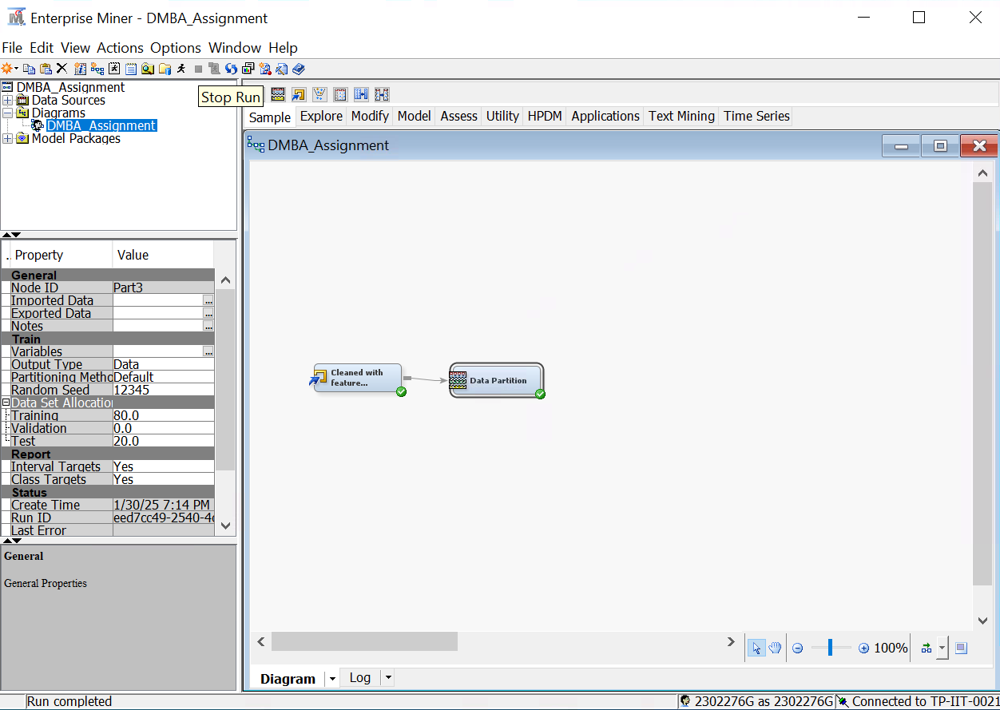 Enterprise Miner - DMBA_Assignment
File Edit View Actions Options Window Help
DMBA_Assignment
Data Sources
Diagrams
DMBA_Assignment
Model Packages
Stop Run
Sample Explore Modify Model Assess Utility HPDM Applications Text Mining Time Series
DMBA_Assignment
. Property Value
General
Node ID Part3
Imported Data ...
Exported Data ...
Notes ...
Train
Variables ...
Output Type Data
Partitioning Metho Default
Random Seed 12345
Data Set Allocatio
Training 80.0
Validation 0.0
Test 20.0
Report
Interval Targets Yes
Class Targets Yes
Status
Create Time 1/30/25 7:14 PM
Run ID eed7cc49-2540-4
Last Error
General
General Properties
Cleaned with
feature...
Data Partition
100%
Diagram Log
Run completed
2302276G as 2302276G Connected to TP-IIT-0021